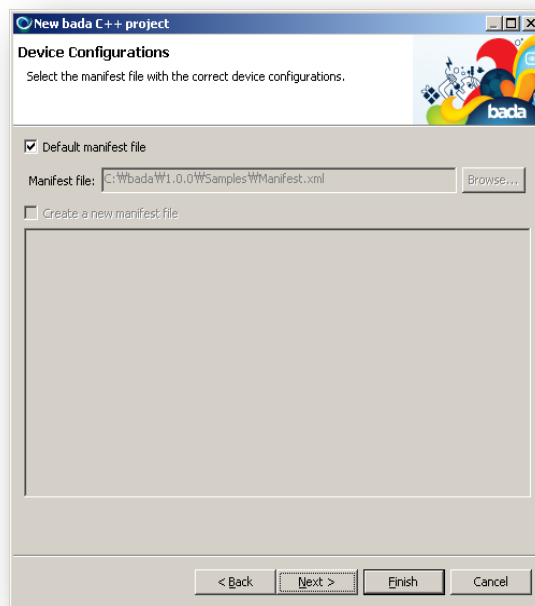 New bada C++ project
Device Configurations
Select the manifest file with the correct device configurations.
bada
Default manifest file
Manifest file: C:₩bada₩1.0.0₩Samples₩Manifest.xml Browse...
Create a new manifest file
< Back Next > Finish Cancel